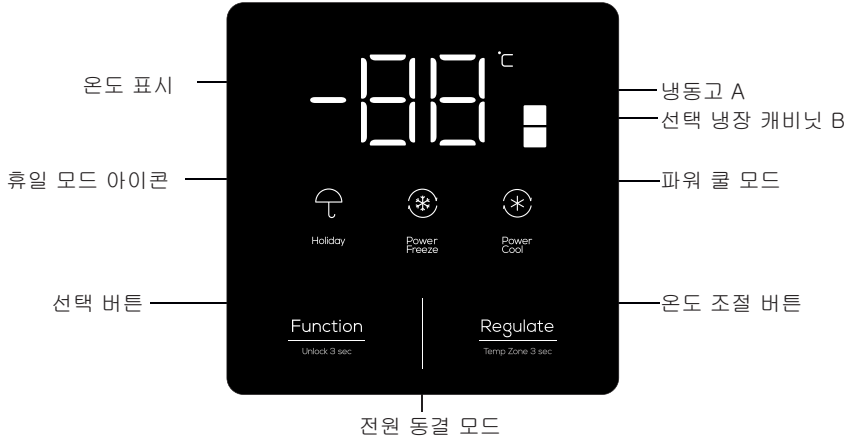 -88 °C
온도 표시
냉동고 A
선택 냉장 캐비닛 B
휴일 모드 아이콘
파워 쿨 모드
Holiday
Power
Freeze
Power
Cool
선택 버튼
온도 조절 버튼
Function
Unlock 3 sec
Regulate
Temp Zone 3 sec
전원 동결 모드